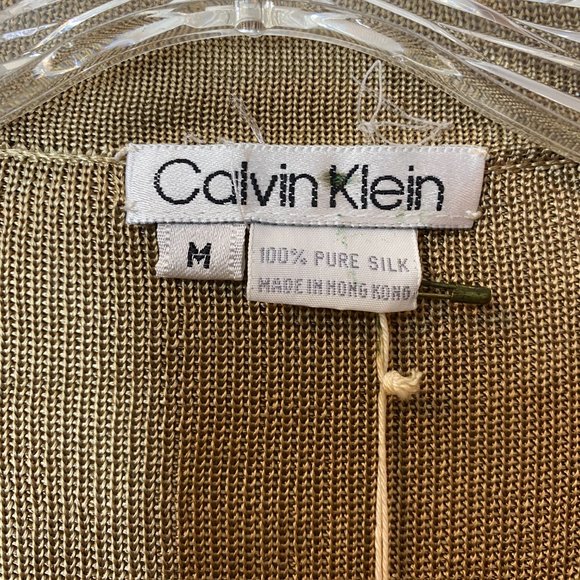 Calvin Klein
M
100% PURE SILK
MADE IN HONG KONG